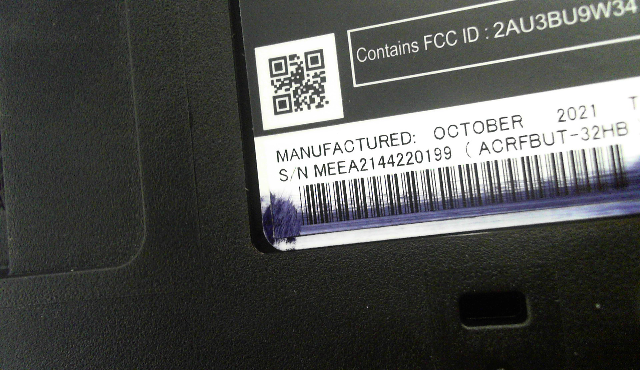 Contains FCC ID : 2AU3BU9W34
MANUFACTURED: OCTOBER 2021 T
S/N MEEA2144220199 ( ACRFBUT-32HB